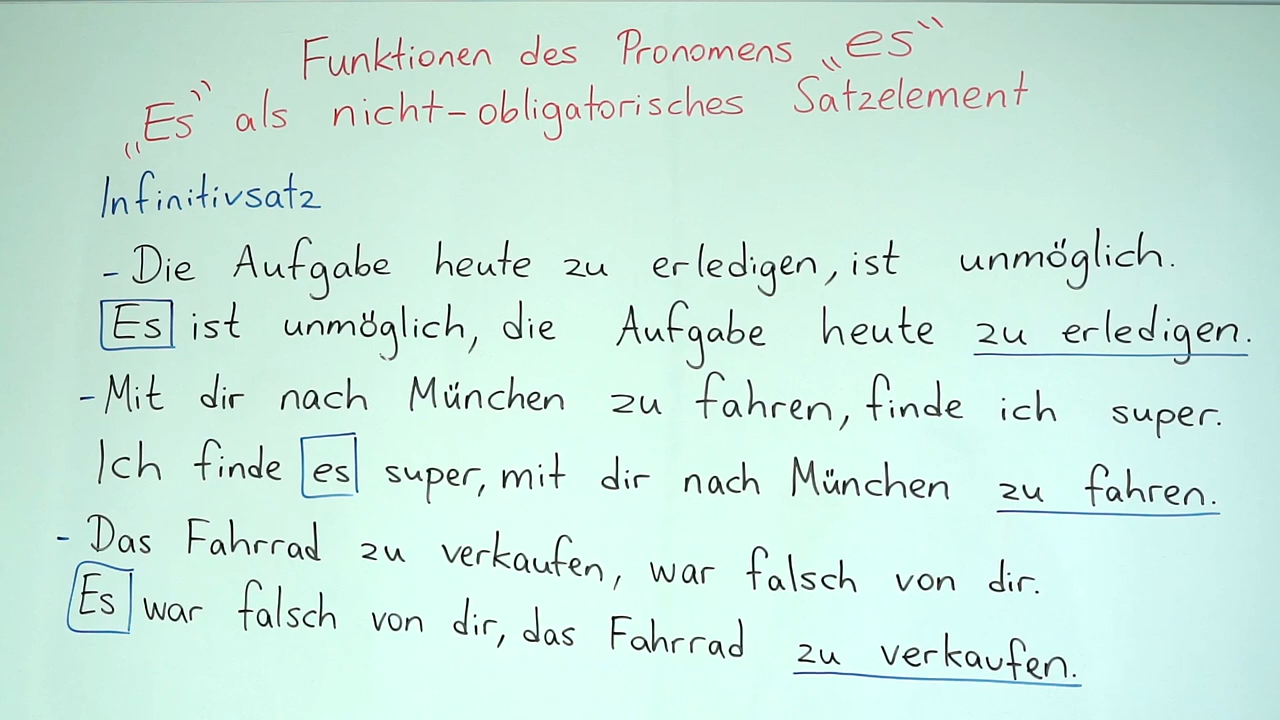 Funktionen des Pronomens „es“
„Es“ als nicht-obligatorisches Satzelement
Infinitivsatz
- Die Aufgabe heute zu erledigen, ist unmöglich.
Es ist unmöglich, die Aufgabe heute zu erledigen.
- Mit dir nach München zu fahren, finde ich super.
Ich finde es super, mit dir nach München zu fahren.
- Das Fahrrad zu verkaufen, war falsch von dir.
Es war falsch von dir, das Fahrrad zu verkaufen.